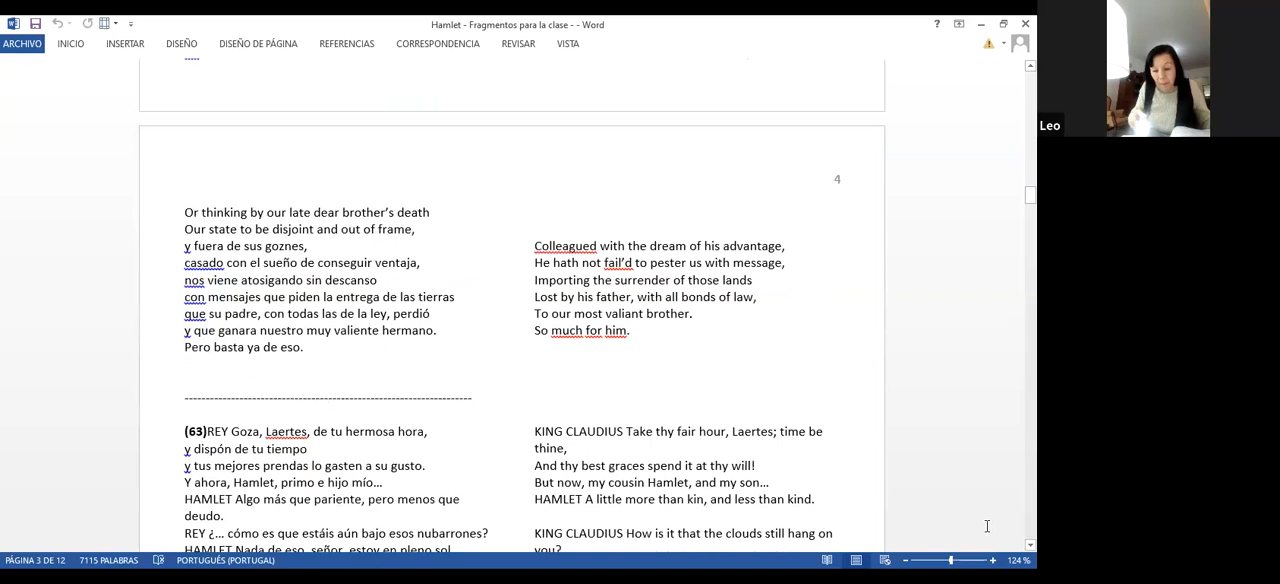 Hamlet - Fragmentos para la clase - - Word
ARCHIVO INICIO INSERTAR DISEÑO DISEÑO DE PÁGINA REFERENCIAS CORRESPONDENCIA REVISAR VISTA
Leo
4
Or thinking by our late dear brother's death
Our state to be disjoint and out of frame,
y fuera de sus goznes,
casado con el sueño de conseguir ventaja,
nos viene atosigando sin descanso
con mensajes que piden la entrega de las tierras
que su padre, con todas las de la ley, perdió
y que ganara nuestro muy valiente hermano.
Pero basta ya de eso.
Colleagued with the dream of his advantage,
He hath not fail'd to pester us with message,
Importing the surrender of those lands
Lost by his father, with all bonds of law,
To our most valiant brother.
So much for him.
--------------------------------------------------------------------
(63)REY Goza, Laertes, de tu hermosa hora,
y dispón de tu tiempo
y tus mejores prendas lo gasten a su gusto.
Y ahora, Hamlet, primo e hijo mío…
HAMLET Algo más que pariente, pero menos que
deudo.
REY ¿… cómo es que estáis aún bajo esos nubarrones?
HAMLET Nada de eso, señor, estoy en pleno sol
KING CLAUDIUS Take thy fair hour, Laertes; time be
thine,
And thy best graces spend it at thy will!
But now, my cousin Hamlet, and my son…
HAMLET A little more than kin, and less than kind.
KING CLAUDIUS How is it that the clouds still hang on
you?
PÁGINA 3 DE 12 7115 PALABRAS PORTUGUÊS (PORTUGAL) 124 %